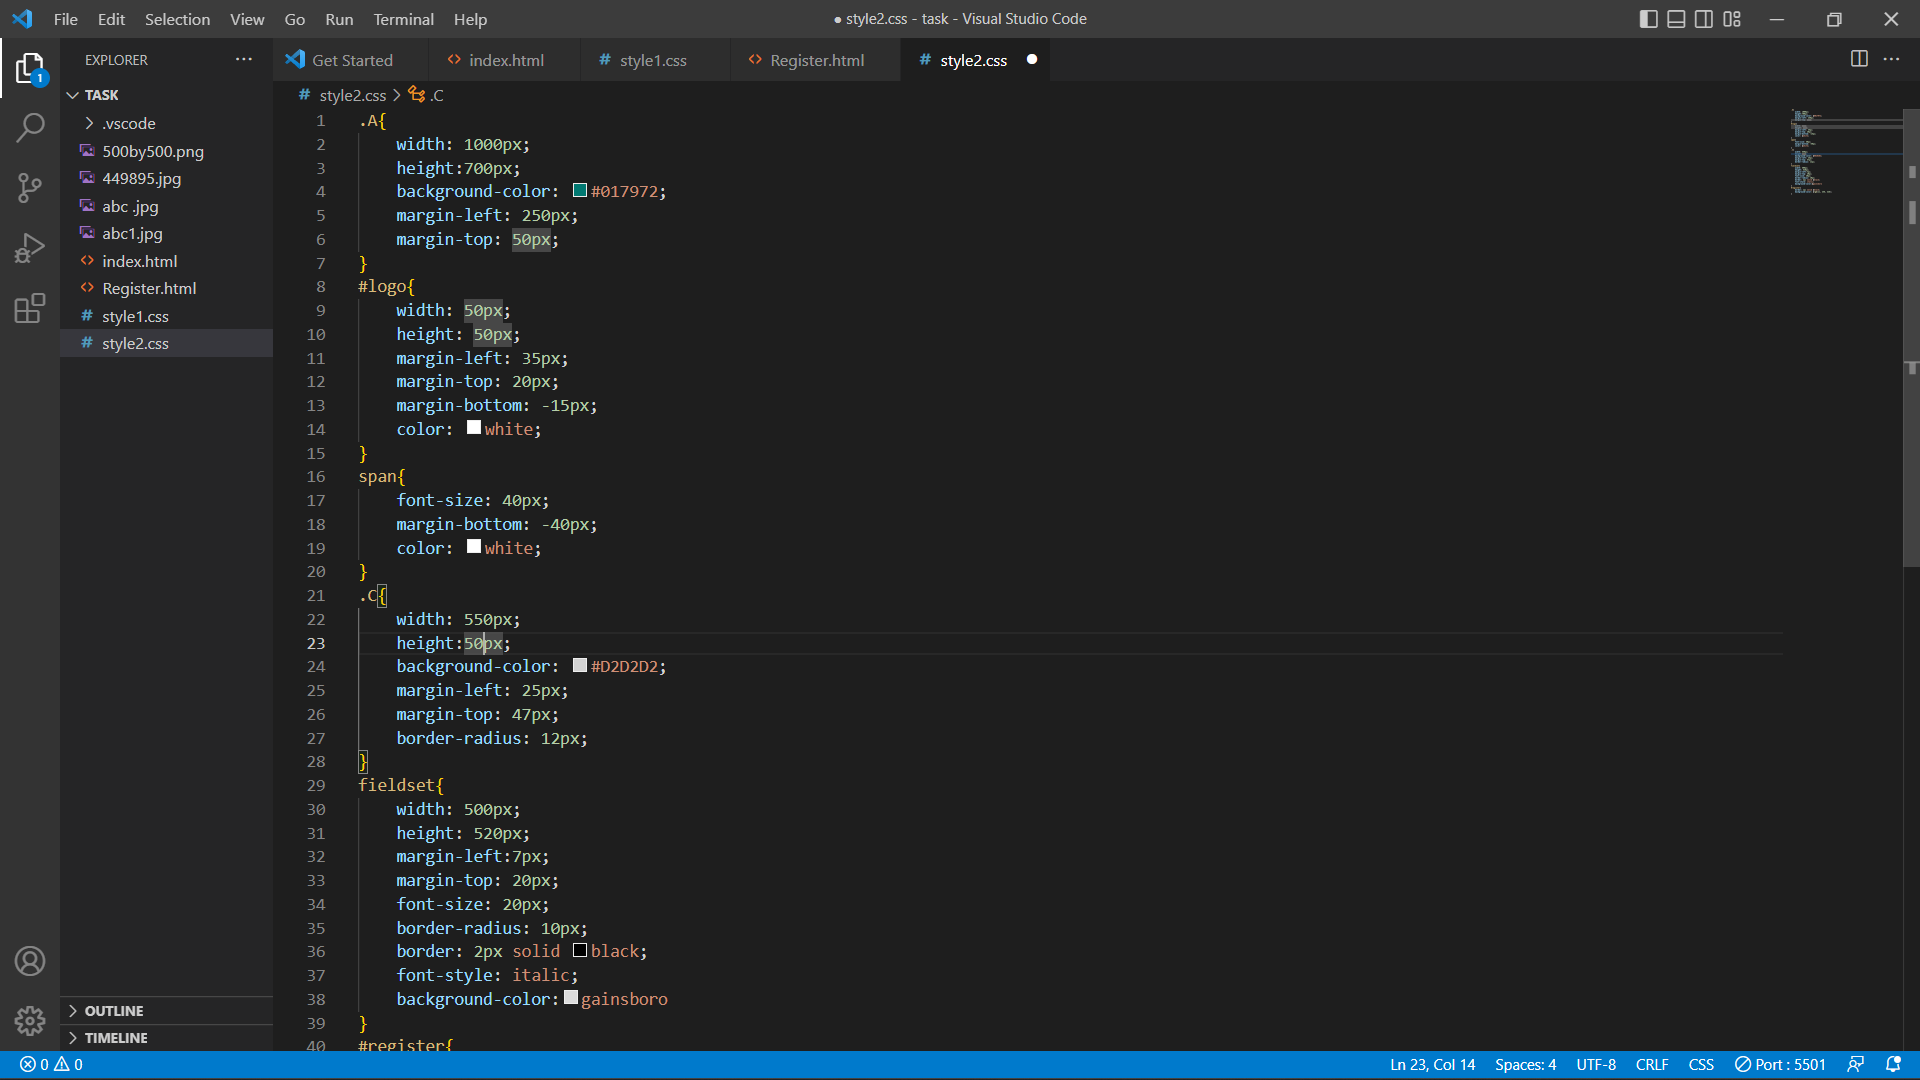 File Edit Selection View Go Run Terminal Help
● style2.css - task - Visual Studio Code
EXPLORER
Get Started
index.html
style1.css
Register.html
style2.css
TASK
style2.css > .C
.vscode
500by500.png
449895.jpg
abc .jpg
abc1.jpg
index.html
Register.html
style1.css
style2.css
1
1 .A{
2 width: 1000px;
3 height:700px;
4 background-color: #017972;
5 margin-left: 250px;
6 margin-top: 50px;
7 }
8 #logo{
9 width: 50px;
10 height: 50px;
11 margin-left: 35px;
12 margin-top: 20px;
13 margin-bottom: -15px;
14 color: white;
15 }
16 span{
17 font-size: 40px;
18 margin-bottom: -40px;
19 color: white;
20 }
21 .C{
22 width: 550px;
23 height:50px;
24 background-color: #D2D2D2;
25 margin-left: 25px;
26 margin-top: 47px;
27 border-radius: 12px;
28 }
29 fieldset{
30 width: 500px;
31 height: 520px;
32 margin-left:7px;
33 margin-top: 20px;
34 font-size: 20px;
35 border-radius: 10px;
36 border: 2px solid black;
37 font-style: italic;
38 background-color:gainsboro
39 }
40 #register{
OUTLINE
TIMELINE
0 0
Ln 23, Col 14 Spaces: 4 UTF-8 CRLF CSS Port : 5501